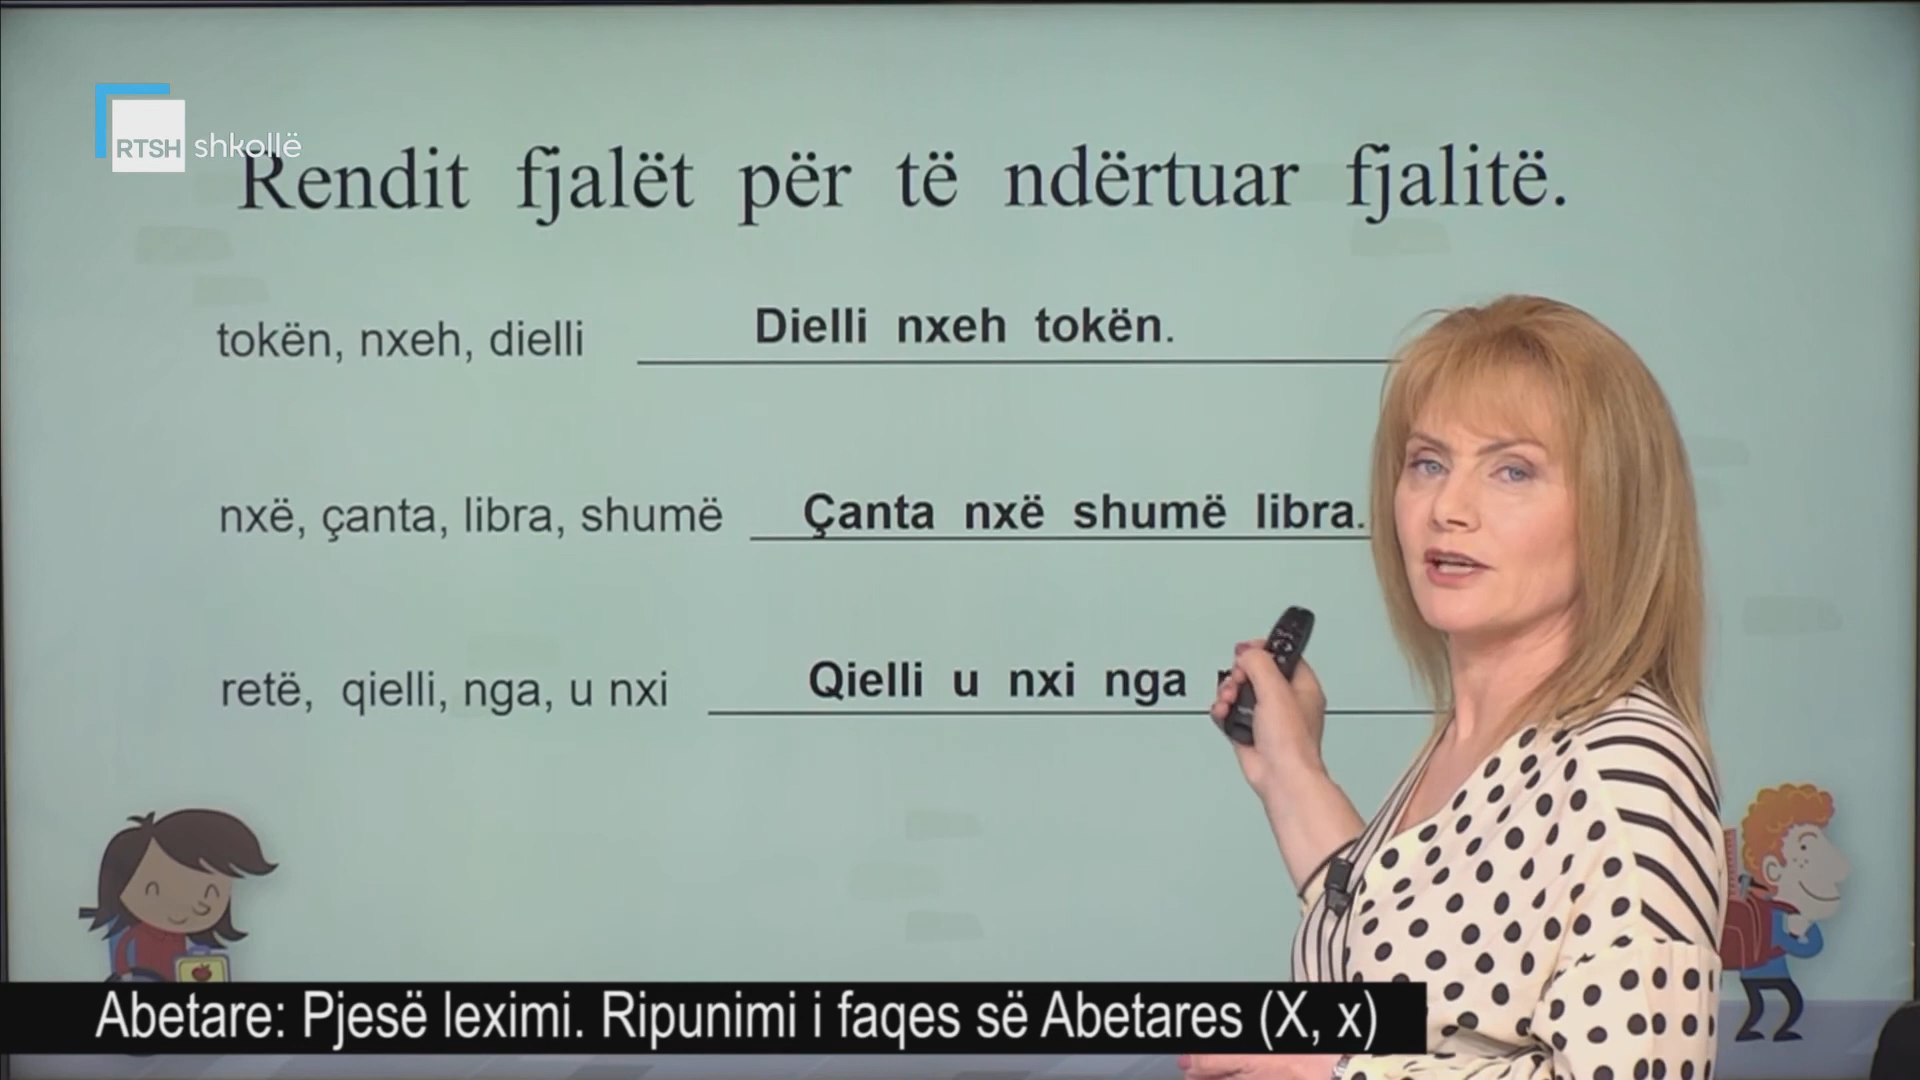 RTSH shkollë
Rendit fjalët për të ndërtuar fjalitë.
tokën, nxeh, dielli Dielli nxeh tokën.
nxë, çanta, libra, shumë Çanta nxë shumë libra.
retë, qielli, nga, u nxi Qielli u nxi nga
Abetare: Pjesë leximi. Ripunimi i faqes së Abetares (X, x)